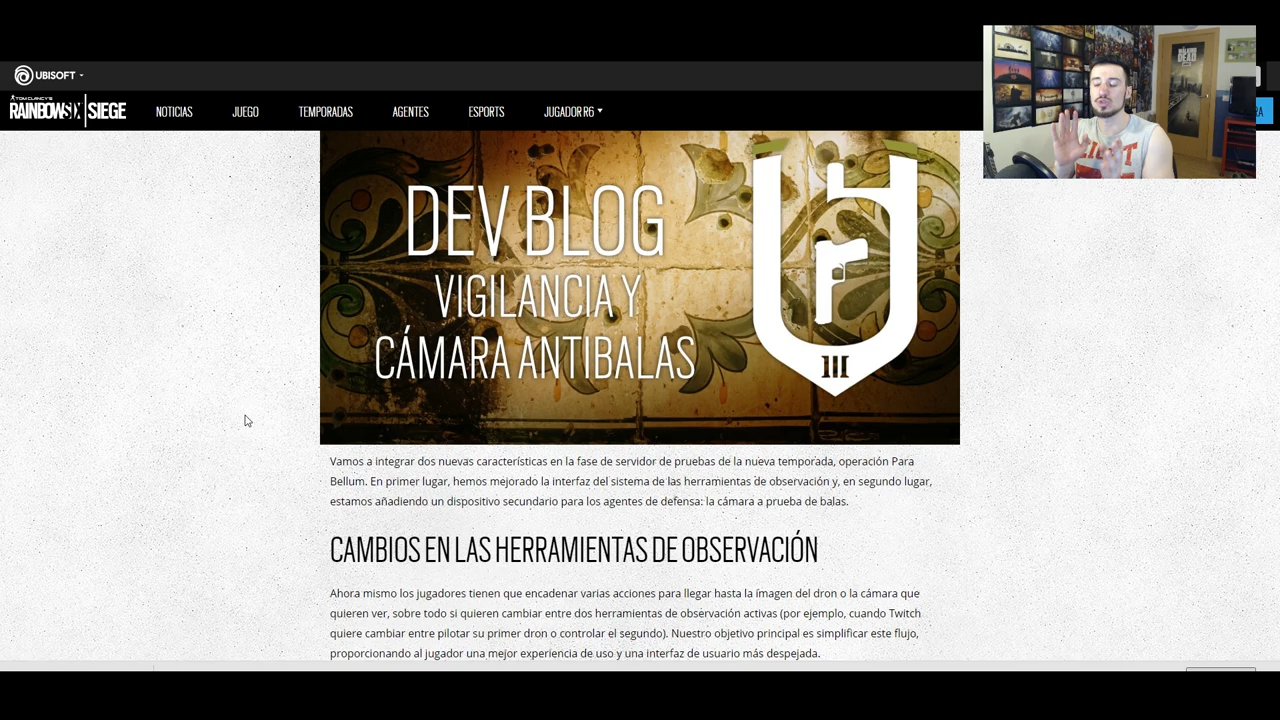 UBISOFT
TOM CLANCY'S
RAINBOW SIX | SIEGE
NOTICIAS
JUEGO
TEMPORADAS
AGENTES
ESPORTS
JUGADOR R6
THE WALKING
DEAD
RA
DEV BLOG
VIGILANCIA Y
CÁMARA ANTIBALAS
III
Vamos a integrar dos nuevas características en la fase de servidor de pruebas de la nueva temporada, operación Para
Bellum. En primer lugar, hemos mejorado la interfaz del sistema de las herramientas de observación y, en segundo lugar,
estamos añadiendo un dispositivo secundario para los agentes de defensa: la cámara a prueba de balas.
CAMBIOS EN LAS HERRAMIENTAS DE OBSERVACIÓN
Ahora mismo los jugadores tienen que encadenar varias acciones para llegar hasta la imagen del dron o la cámara que
quieren ver, sobre todo si quieren cambiar entre dos herramientas de observación activas (por ejemplo, cuando Twitch
quiere cambiar entre pilotar su primer dron o controlar el segundo). Nuestro objetivo principal es simplificar este flujo,
proporcionando al jugador una mejor experiencia de uso y una interfaz de usuario más despejada.